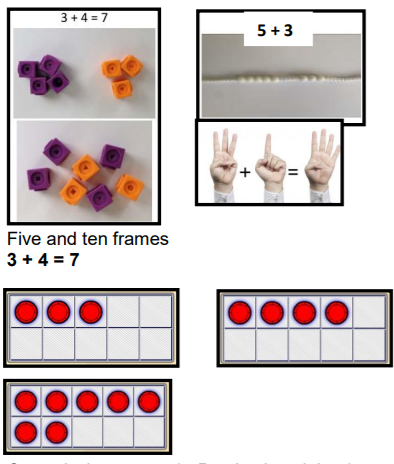 3 + 4 = 7
5 + 3
+ =
Five and ten frames
3 + 4 = 7